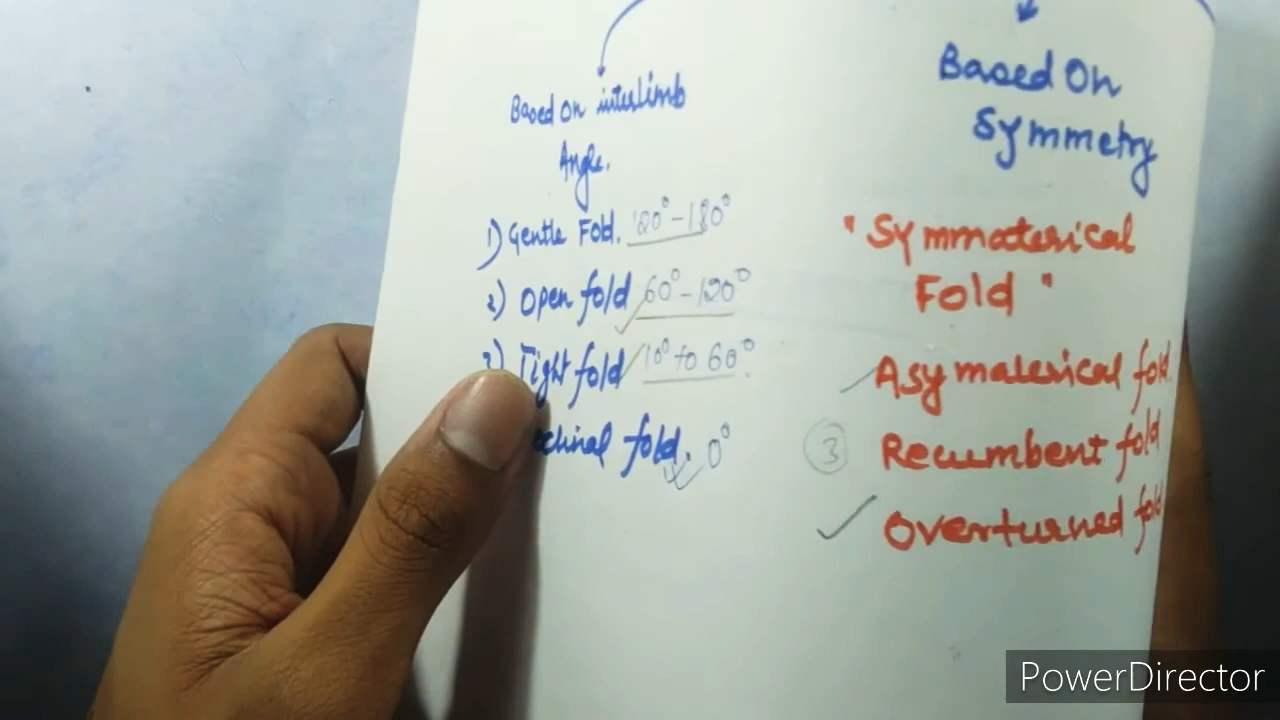 Based On interlimb
Angle.
1) Gentle Fold. 120° - 180°
2) Open fold 60° - 120°
Tight fold 10° to 60°
fold. 0°
Based On
Symmetry
"Symmaterical
Fold"
Asymalerical fold
③ Recumbent fold
Overturned fold
PowerDirector